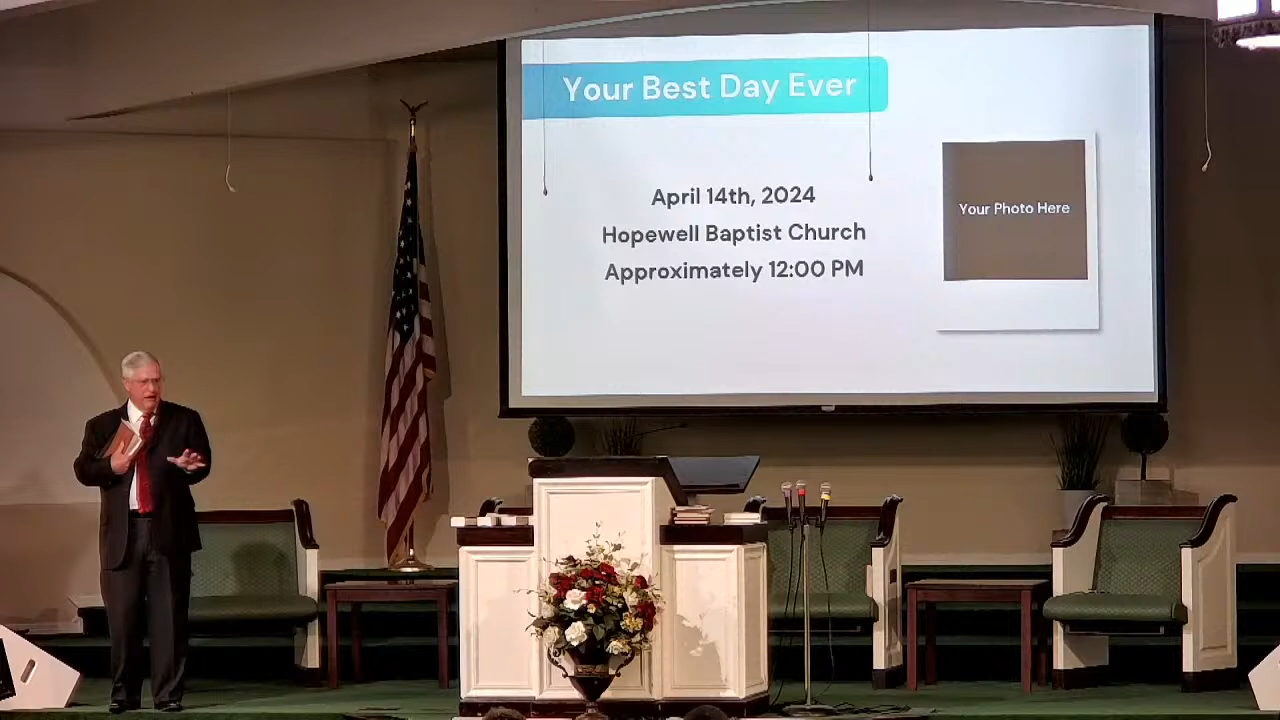 Your Best Day Ever
April 14th, 2024
Hopewell Baptist Church
Approximately 12:00 PM
Your Photo Here